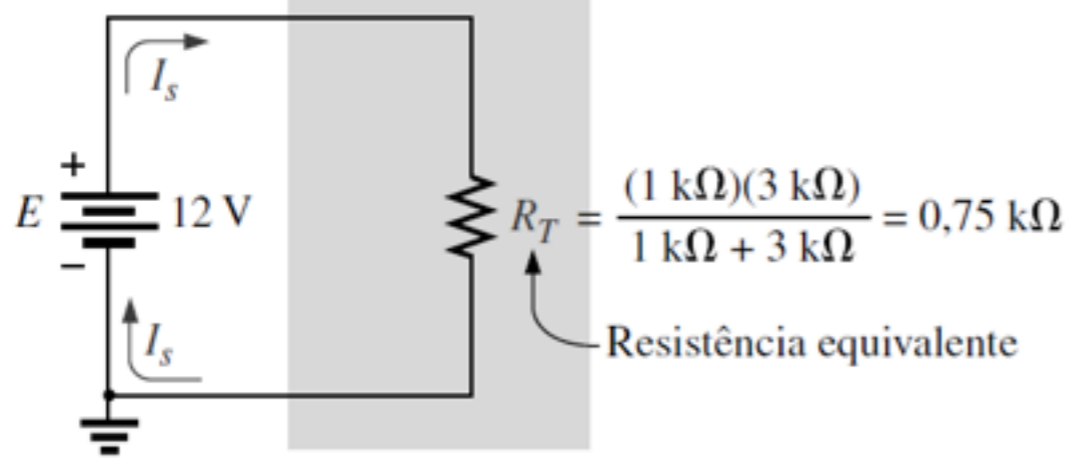 I_s
+
E 12 V
−
I_s
R_T = (1 kΩ)(3 kΩ) / 1 kΩ + 3 kΩ = 0,75 kΩ
Resistência equivalente